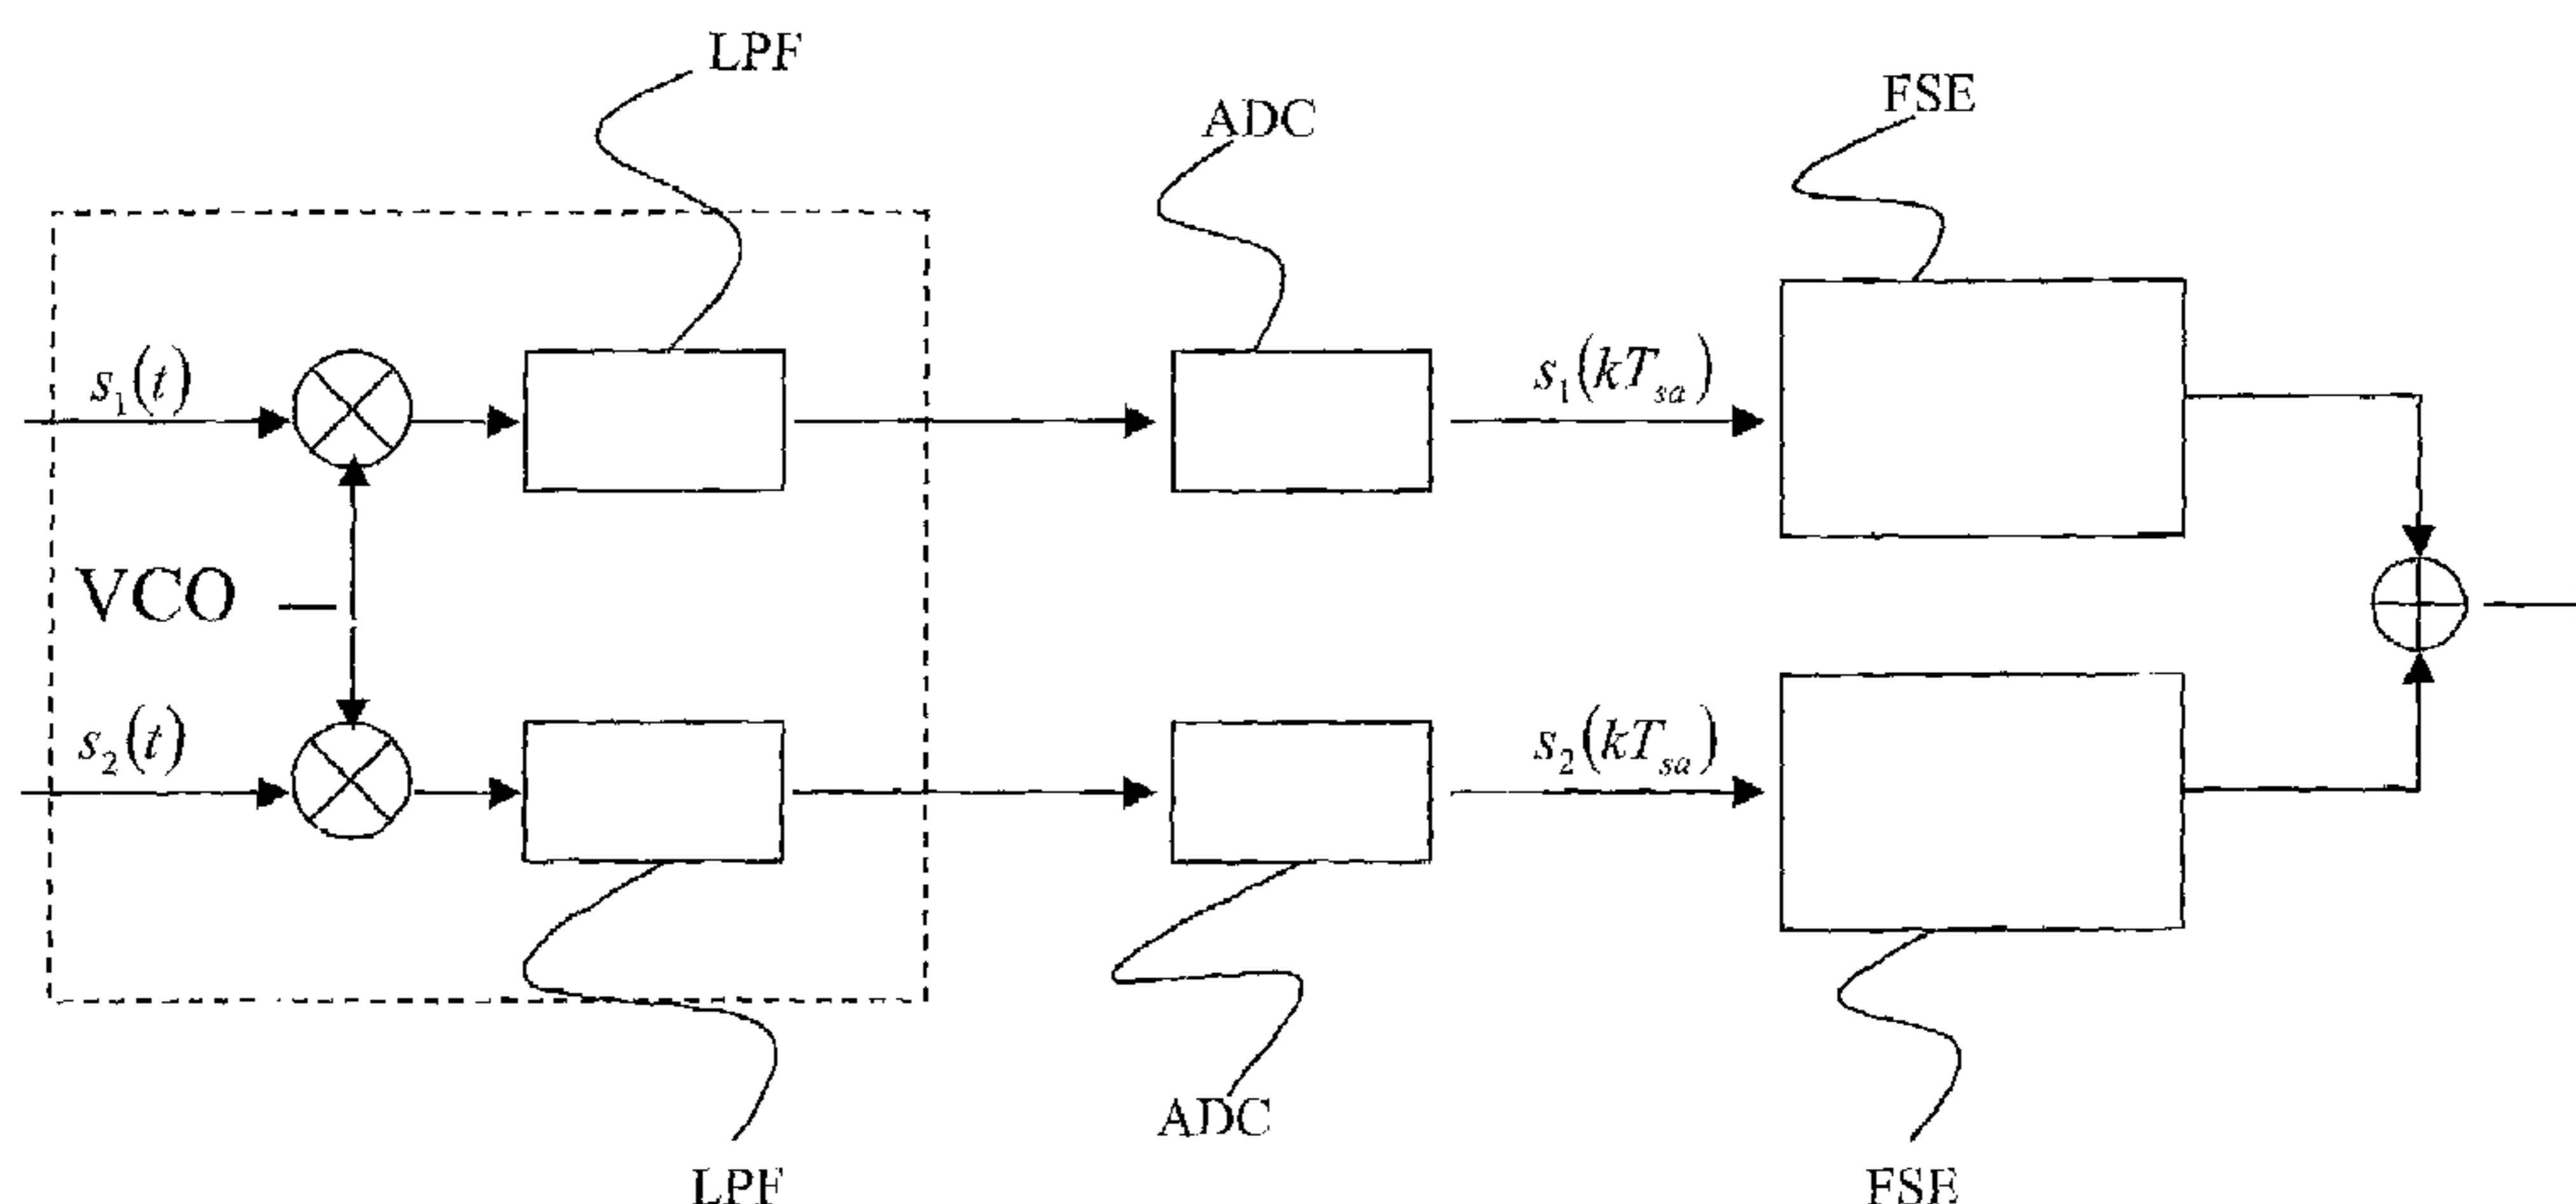 LPF
ADC
FSE
s₁(t)
s₁(kTₛₐ)
VCO
s₂(t)
s₂(kTₛₐ)
ADC
LPF
FSE